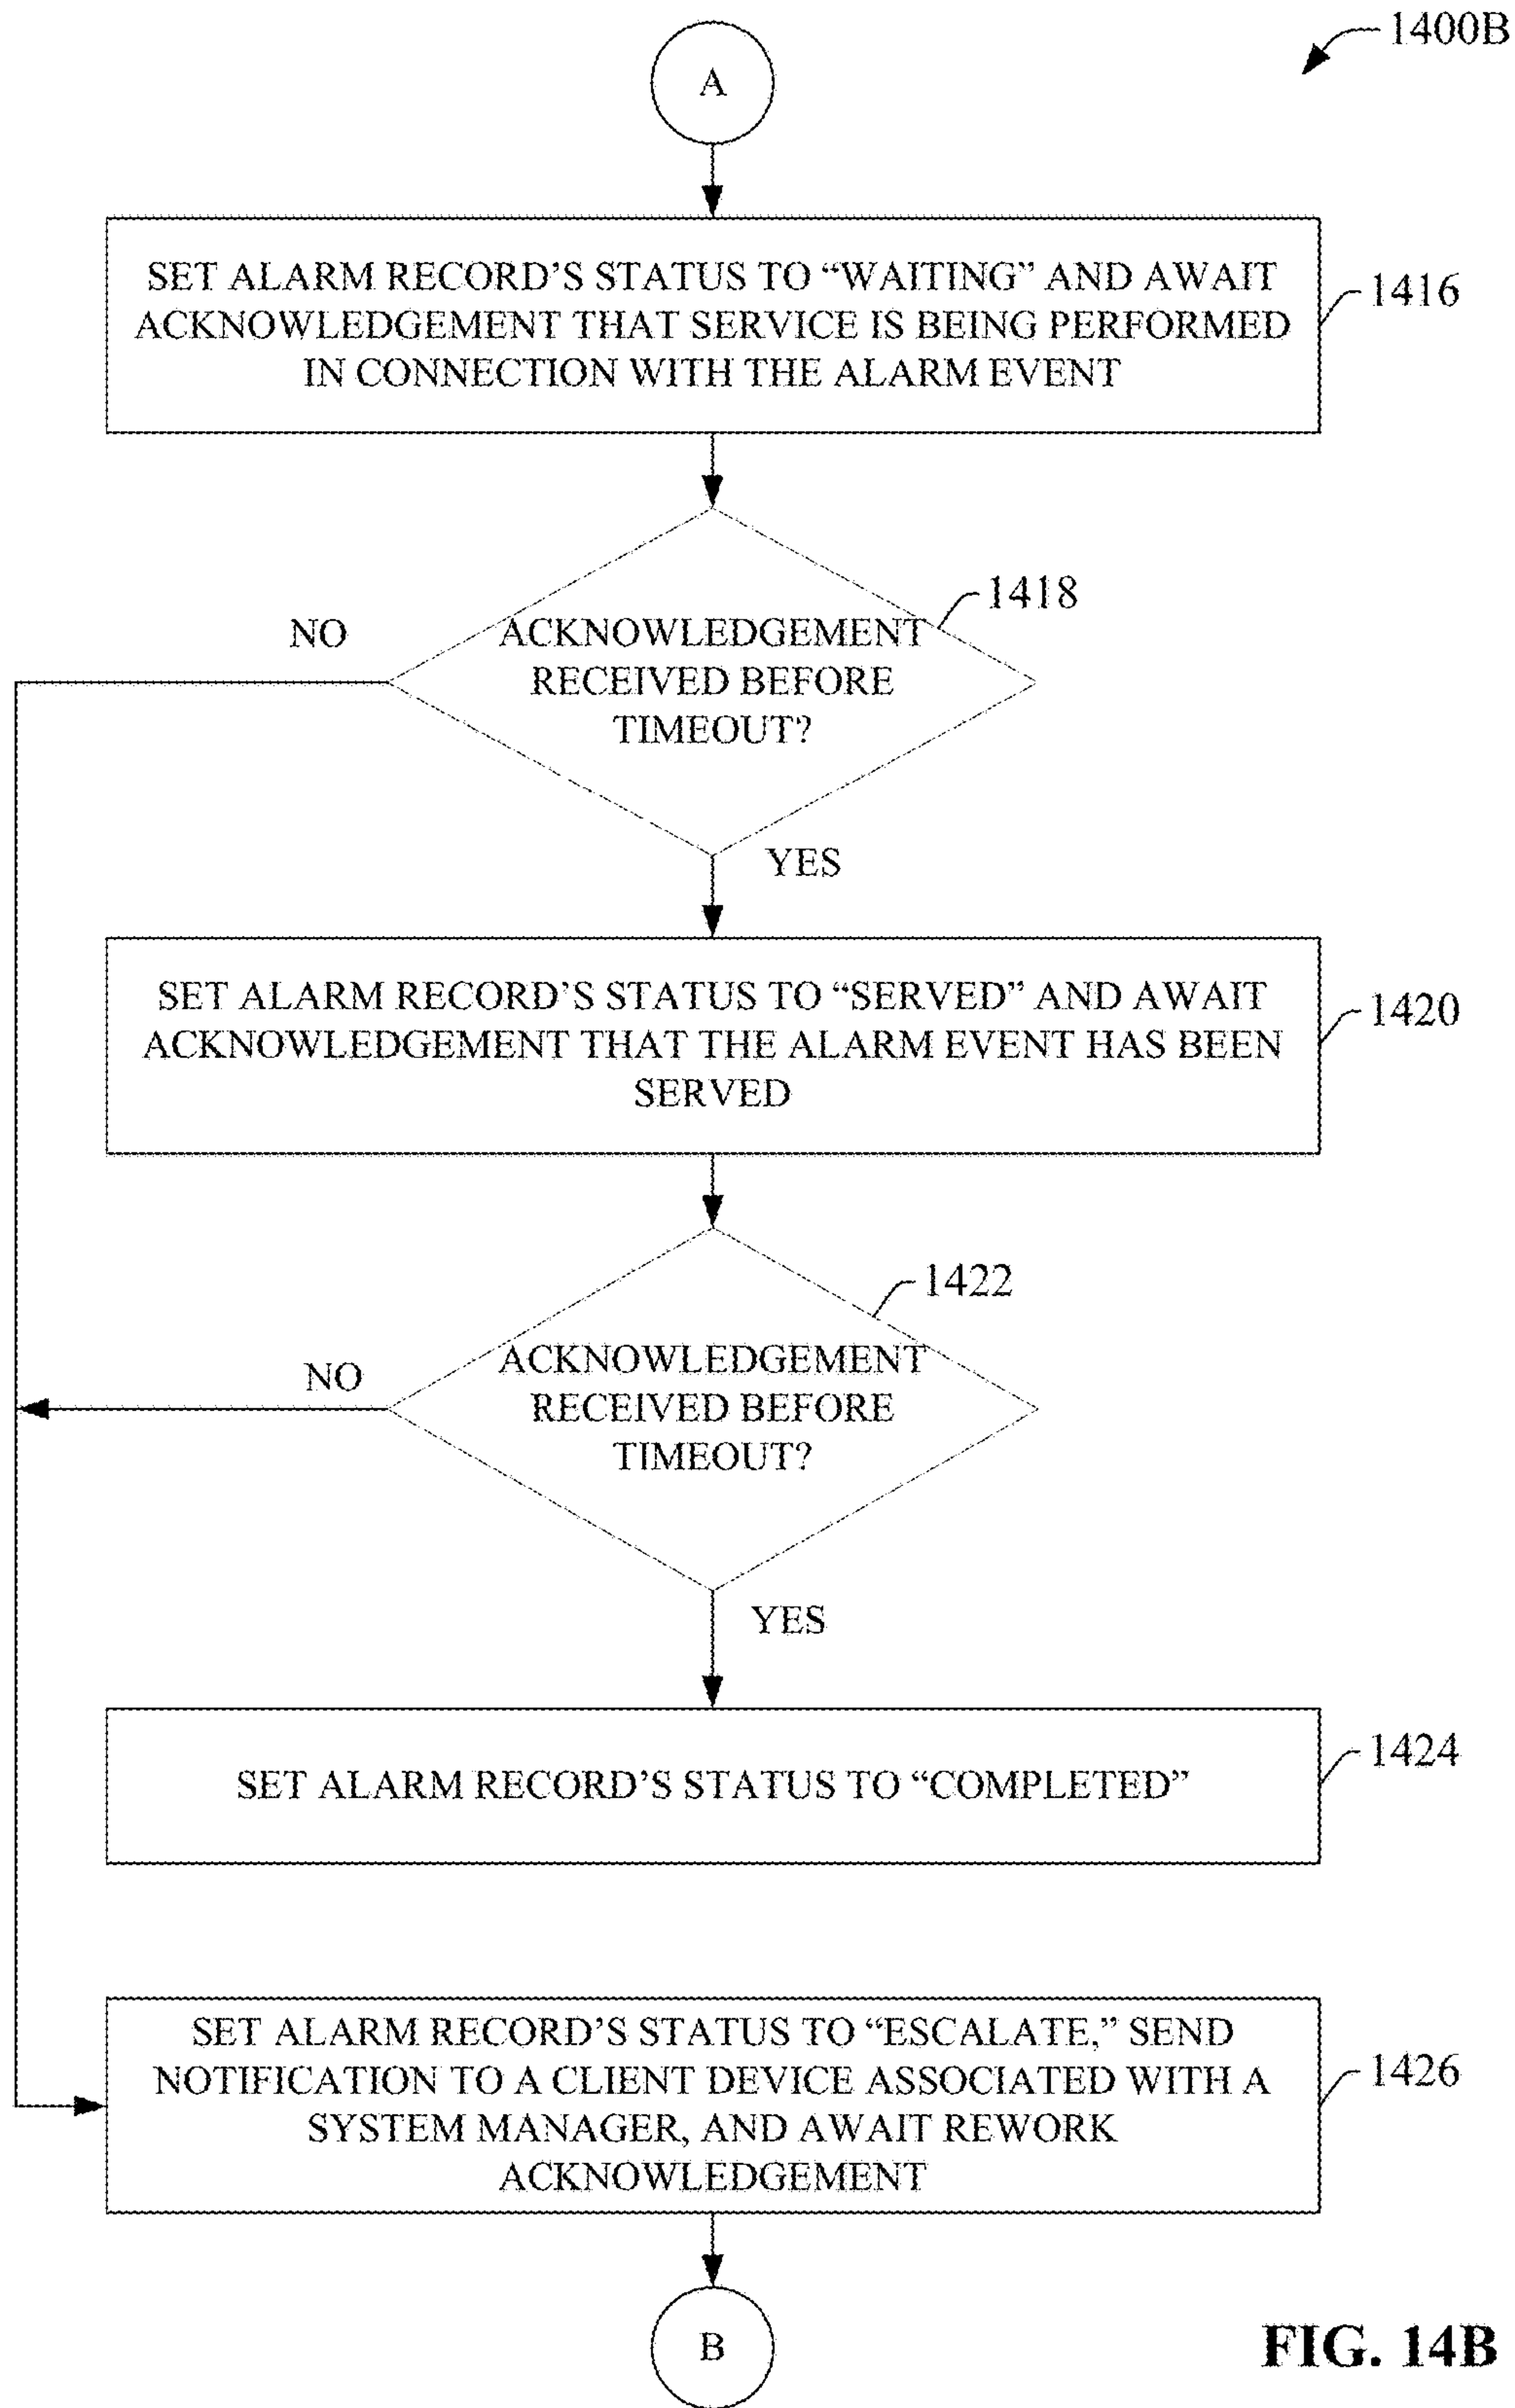 1400B
A
SET ALARM RECORD’S STATUS TO “WAITING” AND AWAIT
ACKNOWLEDGEMENT THAT SERVICE IS BEING PERFORMED
IN CONNECTION WITH THE ALARM EVENT
1416
1418
NO
ACKNOWLEDGEMENT
RECEIVED BEFORE
TIMEOUT?
YES
SET ALARM RECORD’S STATUS TO “SERVED” AND AWAIT
ACKNOWLEDGEMENT THAT THE ALARM EVENT HAS BEEN
SERVED
1420
1422
NO
ACKNOWLEDGEMENT
RECEIVED BEFORE
TIMEOUT?
YES
SET ALARM RECORD’S STATUS TO “COMPLETED”
1424
SET ALARM RECORD’S STATUS TO “ESCALATE,” SEND
NOTIFICATION TO A CLIENT DEVICE ASSOCIATED WITH A
SYSTEM MANAGER, AND AWAIT REWORK
ACKNOWLEDGEMENT
1426
B
FIG. 14B